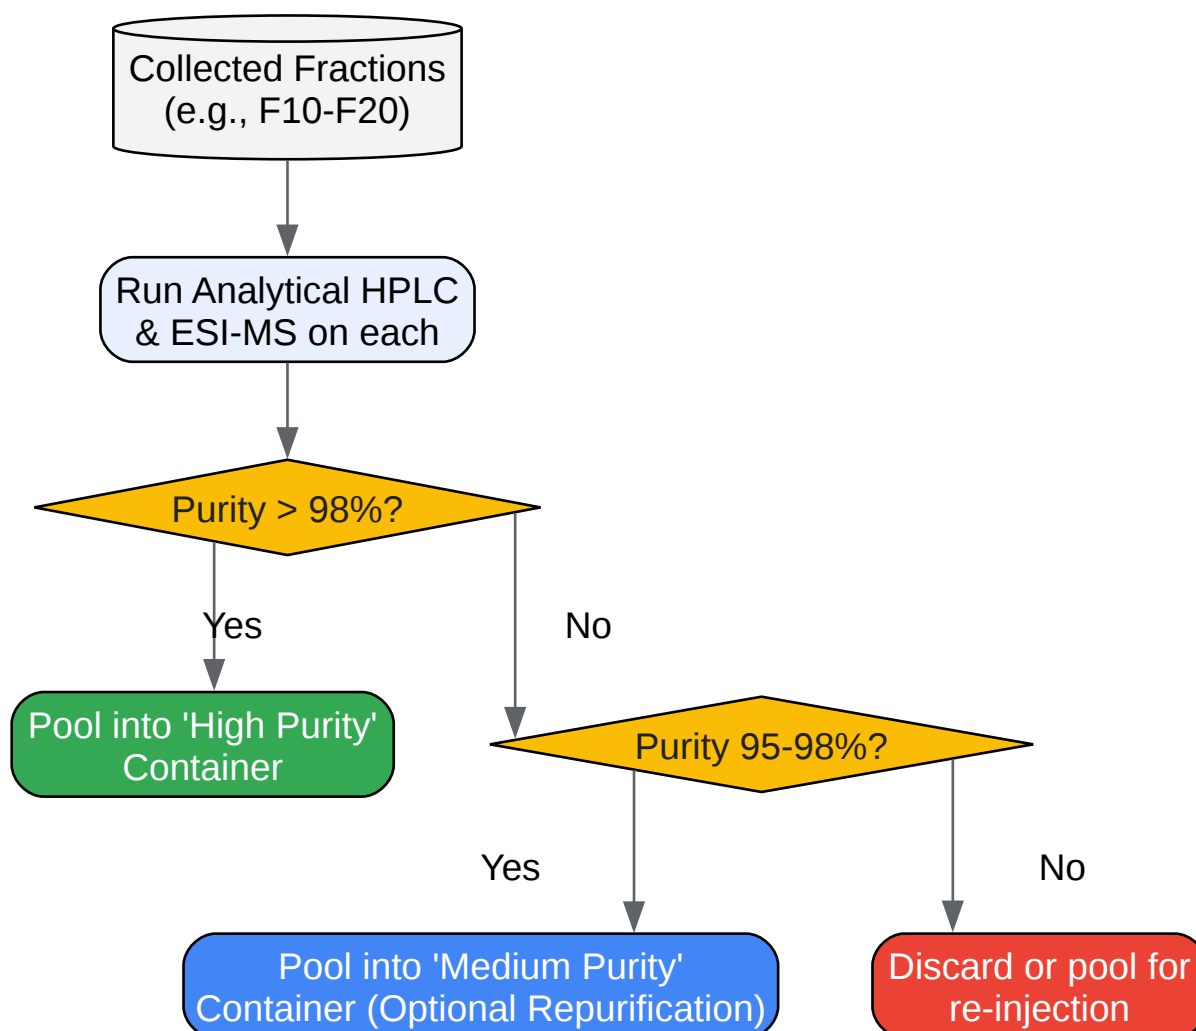 Collected Fractions
(e.g., F10-F20)
Run Analytical HPLC
& ESI-MS on each
Purity > 98%?
Yes
No
Pool into 'High Purity'
Container
Purity 95-98%?
Yes
No
Pool into 'Medium Purity'
Container (Optional Repurification)
Discard or pool for
re-injection